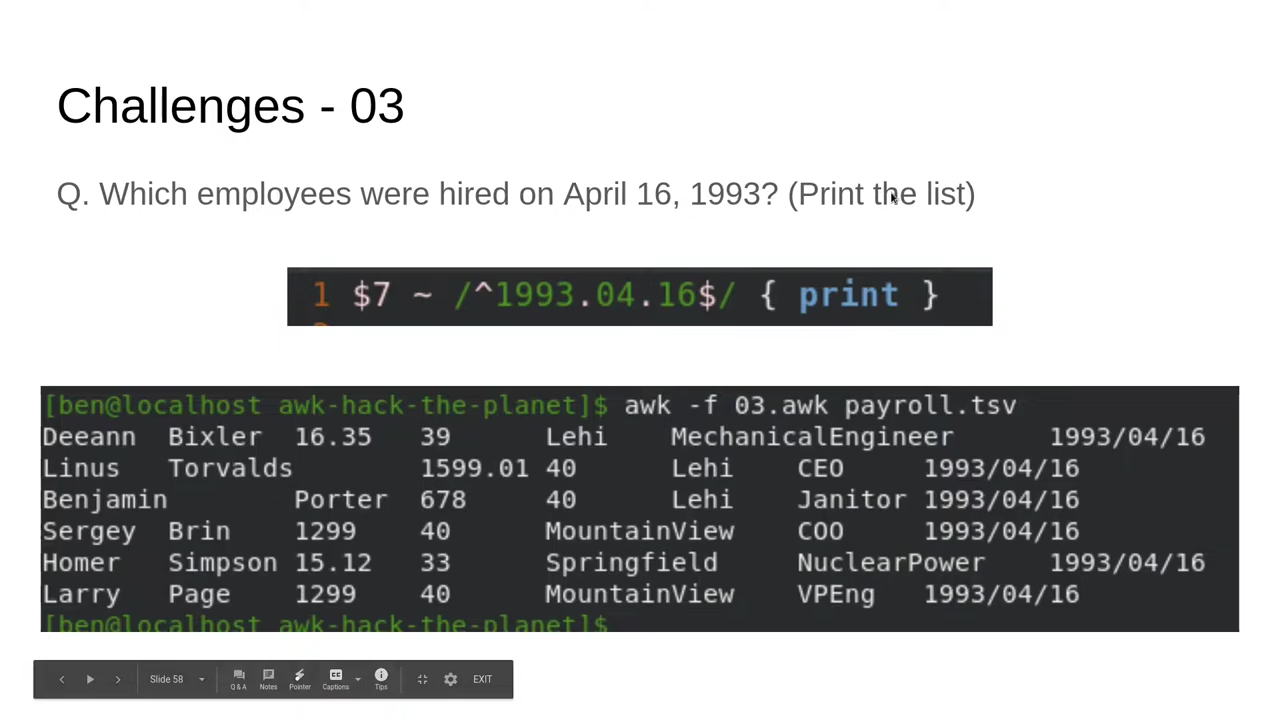 Challenges - 03
Q. Which employees were hired on April 16, 1993? (Print the list)
1 $7 ~ /^1993.04.16$/ { print }
[ben@localhost awk-hack-the-planet]$ awk -f 03.awk payroll.tsv
Deeann Bixler 16.35 39 Lehi MechanicalEngineer 1993/04/16
Linus Torvalds 1599.01 40 Lehi CEO 1993/04/16
Benjamin Porter 678 40 Lehi Janitor 1993/04/16
Sergey Brin 1299 40 MountainView COO 1993/04/16
Homer Simpson 15.12 33 Springfield NuclearPower 1993/04/16
Larry Page 1299 40 MountainView VPEng 1993/04/16
[ben@localhost awk-hack-the-planet]$
Slide 58 Q & A Notes Pointer CC Captions Tips EXIT